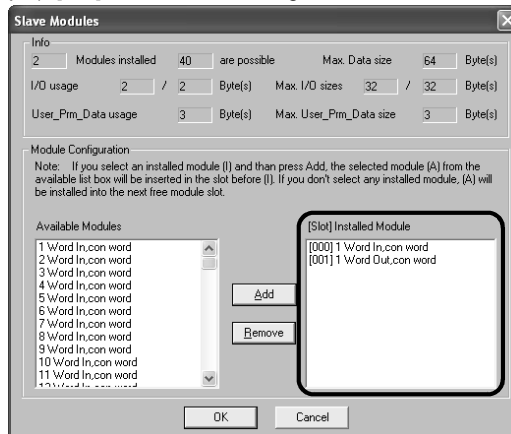 Slave Modules
Info
2 Modules installed 40 are possible Max. Data size 64 Byte(s)
I/O usage 2 / 2 Byte(s) Max. I/O sizes 32 / 32 Byte(s)
User_Prm_Data usage 3 Byte(s) Max. User_Prm_Data size 3 Byte(s)
Module Configuration
Note: If you select an installed module (I) and than press Add, the selected module (A) from the
available list box will be inserted in the slot before (I). If you don't select any installed module, (A) will
be installed into the next free module slot.
Available Modules
1 Word In,con word
2 Word In,con word
3 Word In,con word
4 Word In,con word
5 Word In,con word
6 Word In,con word
7 Word In,con word
8 Word In,con word
9 Word In,con word
10 Word In,con word
11 Word In,con word
Add
Remove
[Slot] Installed Module
[000] 1 Word In,con word
[001] 1 Word Out,con word
OK Cancel